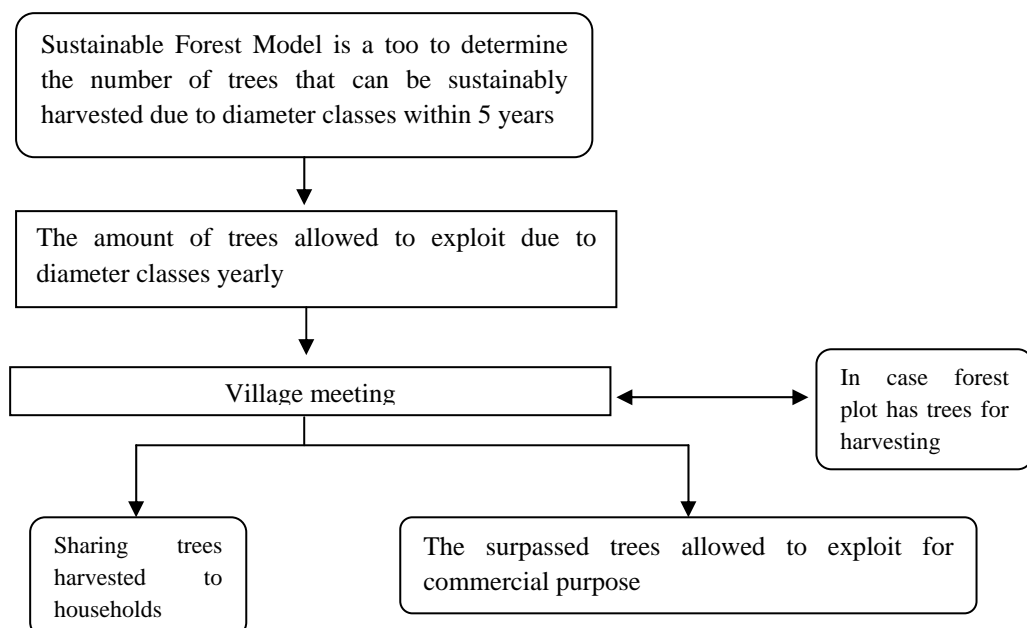 Sustainable Forest Model is a too to determine
the number of trees that can be sustainably
harvested due to diameter classes within 5 years
The amount of trees allowed to exploit due to
diameter classes yearly
Village meeting
In case forest
plot has trees for
harvesting
Sharing trees
harvested to
households
The surpassed trees allowed to exploit for
commercial purpose